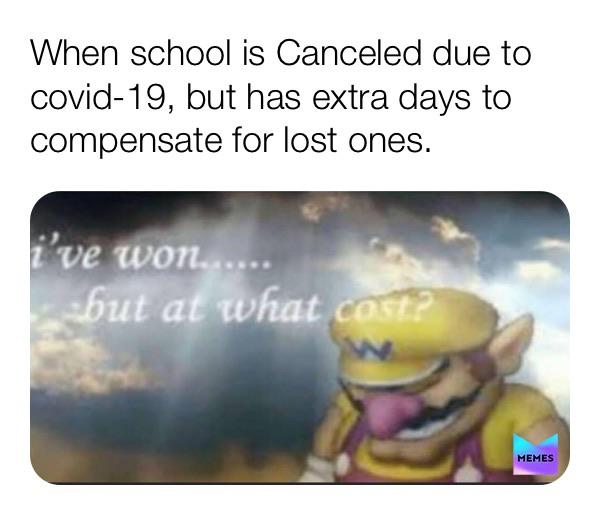 When school is Canceled due to
covid-19, but has extra days to
compensate for lost ones.
i've won......
-but at what cost?
W
MEMES